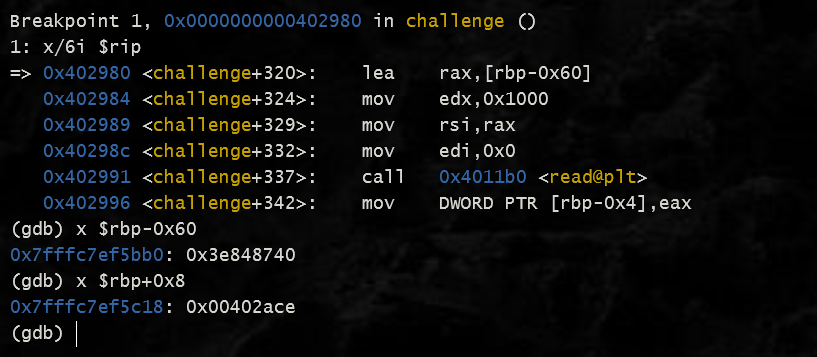 Breakpoint 1, 0x0000000000402980 in challenge ()
1: x/6i $rip
=> 0x402980 <challenge+320>:    lea    rax,[rbp-0x60]
   0x402984 <challenge+324>:    mov    edx,0x1000
   0x402989 <challenge+329>:    mov    rsi,rax
   0x40298c <challenge+332>:    mov    edi,0x0
   0x402991 <challenge+337>:    call   0x4011b0 <read@plt>
   0x402996 <challenge+342>:    mov    DWORD PTR [rbp-0x4],eax
(gdb) x $rbp-0x60
0x7fffc7ef5bb0: 0x3e848740
(gdb) x $rbp+0x8
0x7fffc7ef5c18: 0x00402ace
(gdb)